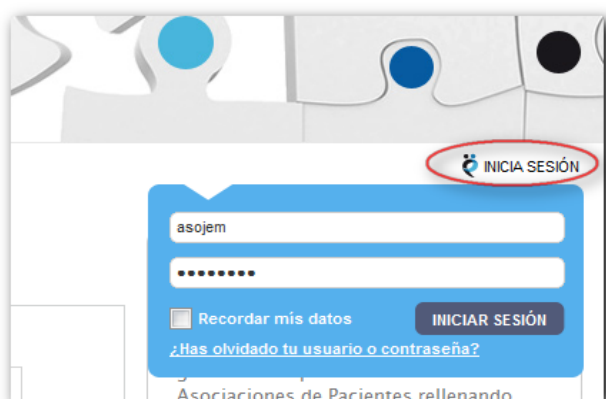 INICIA SESIÓN
asojem
••••••••
Recordar mis datos
INICIAR SESIÓN
¿Has olvidado tu usuario o contraseña?
Asociaciones de Pacientes rellenando